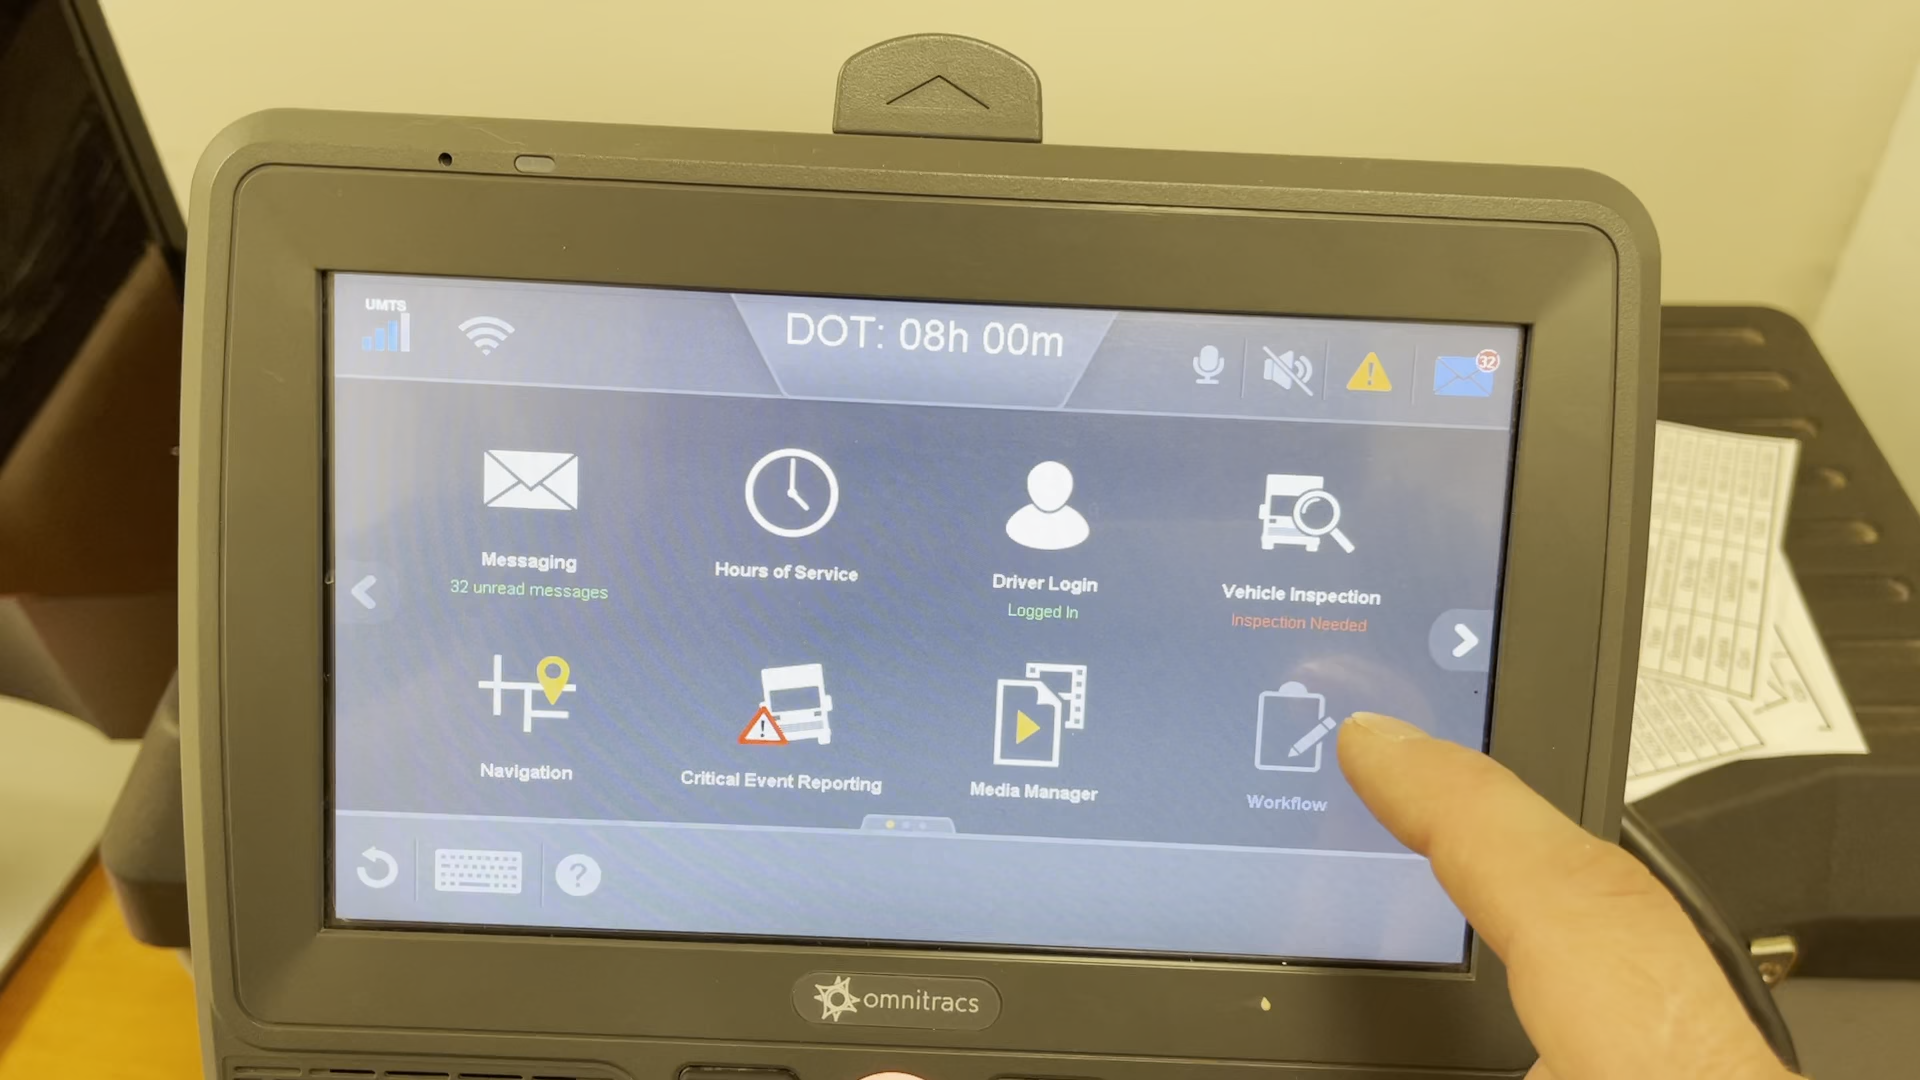 UMTS
DOT: 08h 00m
32
Messaging
32 unread messages
Hours of Service
Driver Login
Logged In
Vehicle Inspection
Inspection Needed
Navigation
Critical Event Reporting
Media Manager
Workflow
?
omnitracs